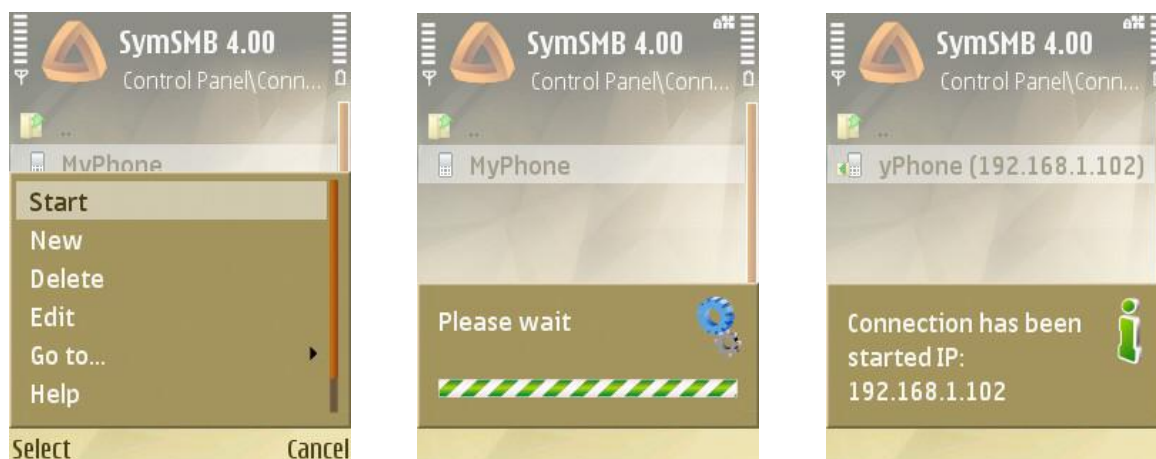 SymSMB 4.00
Control Panel\Conn...
..
MyPhone
Start
New
Delete
Edit
Go to...
Help
Select
Cancel
SymSMB 4.00
Control Panel\Conn...
..
MyPhone
Please wait
SymSMB 4.00
Control Panel\Conn...
..
yPhone (192.168.1.102)
Connection has been
started IP:
192.168.1.102